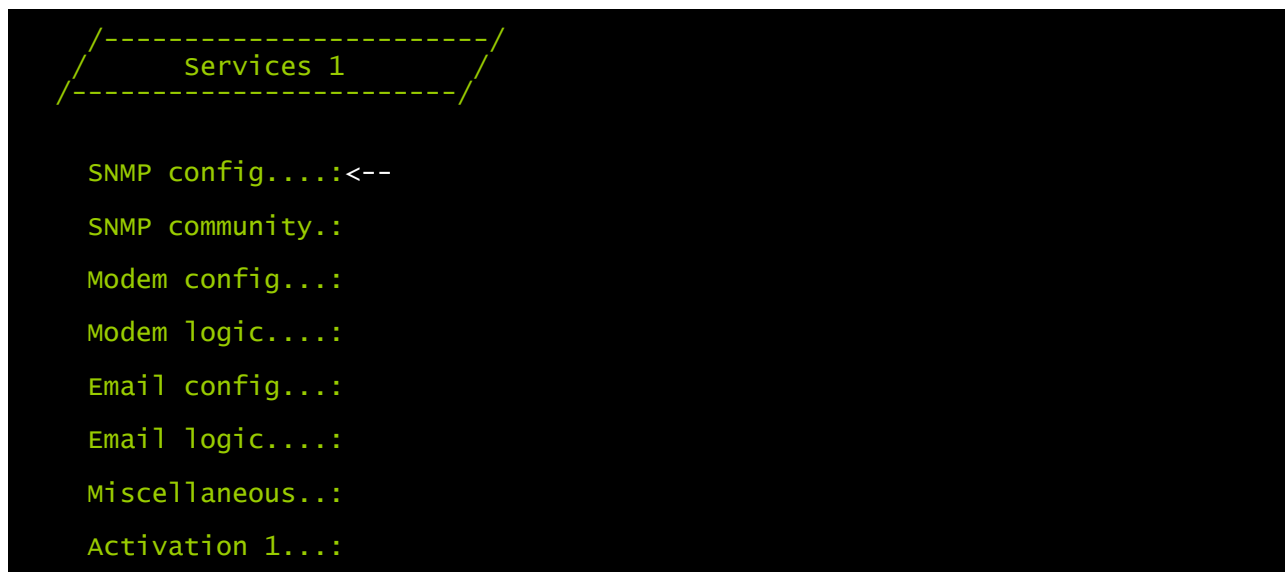 /------------------------/
/ Services 1 /
/------------------------/
SNMP config....:<--
SNMP community.:
Modem config...:
Modem logic....:
Email config...:
Email logic....:
Miscellaneous..:
Activation 1...: